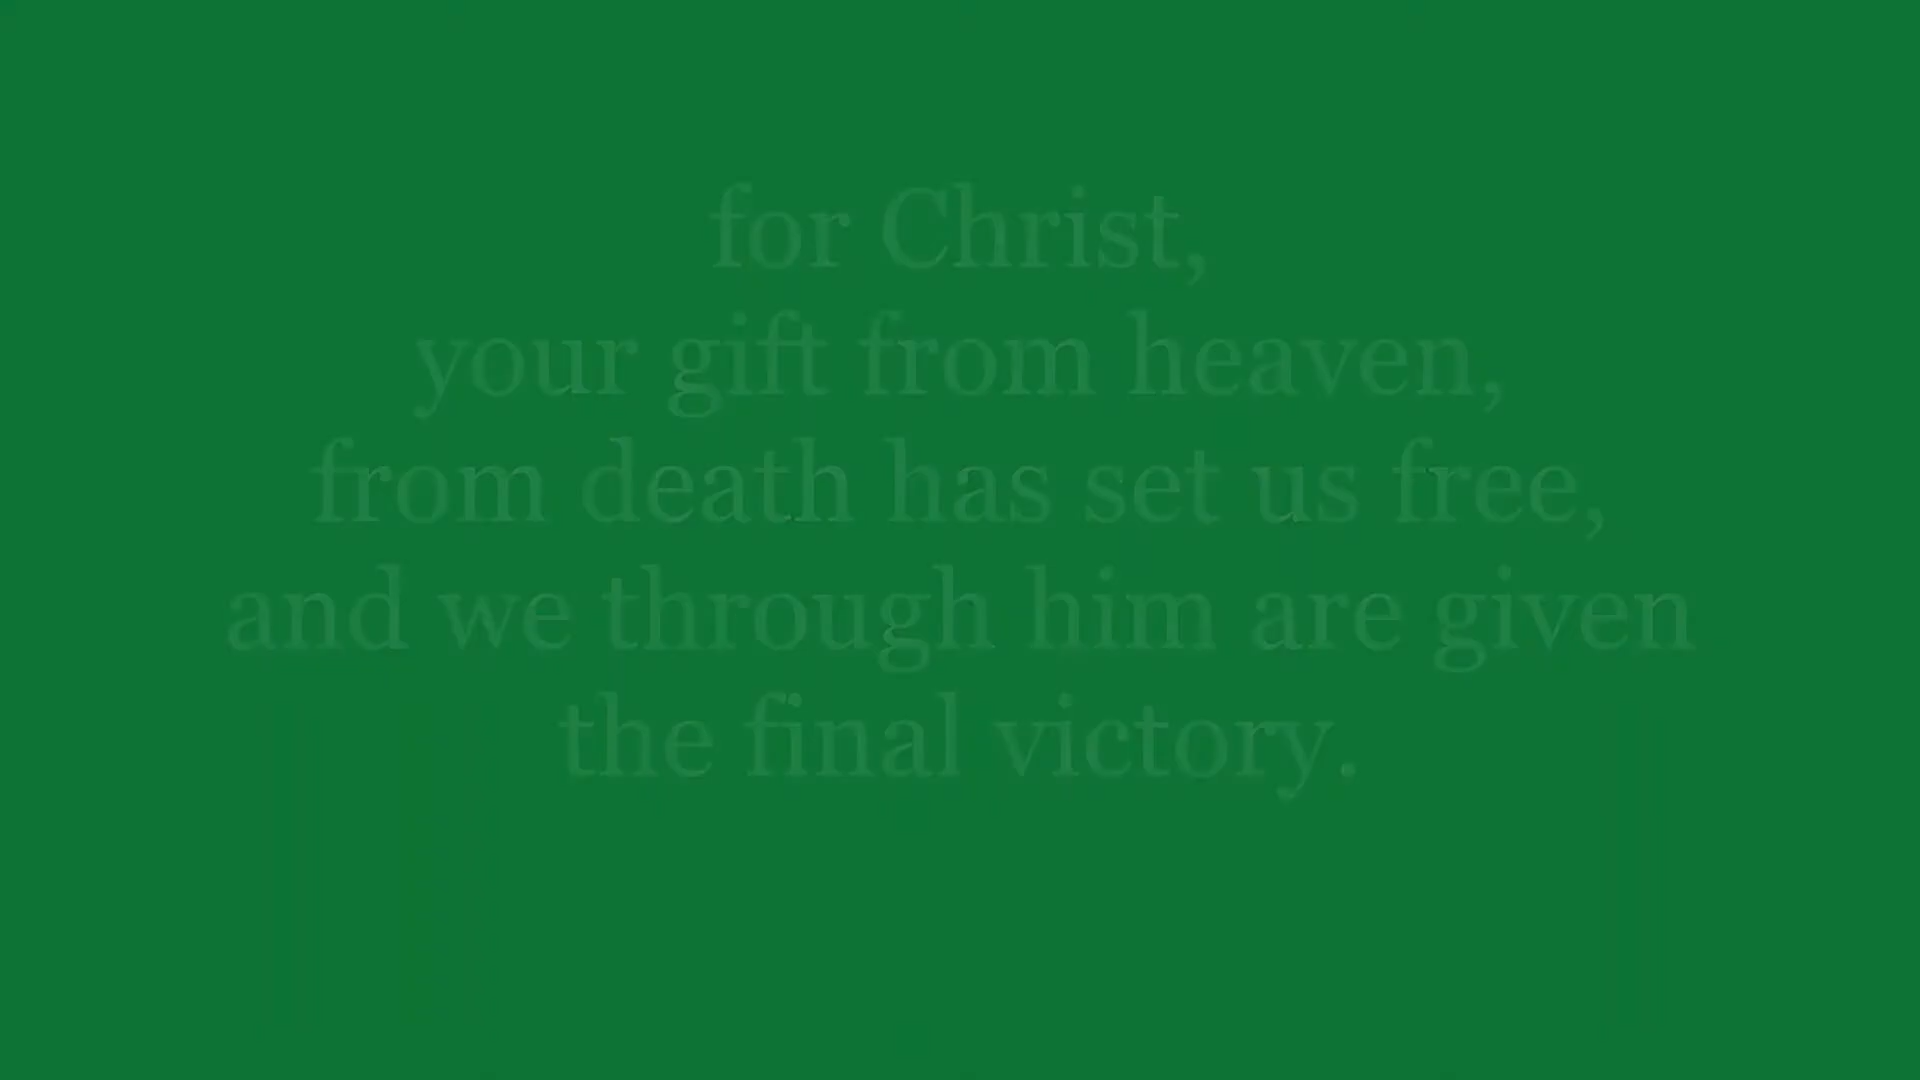 for Christ,
your gift from heaven,
from death has set us free,
and we through him are given
the final victory.